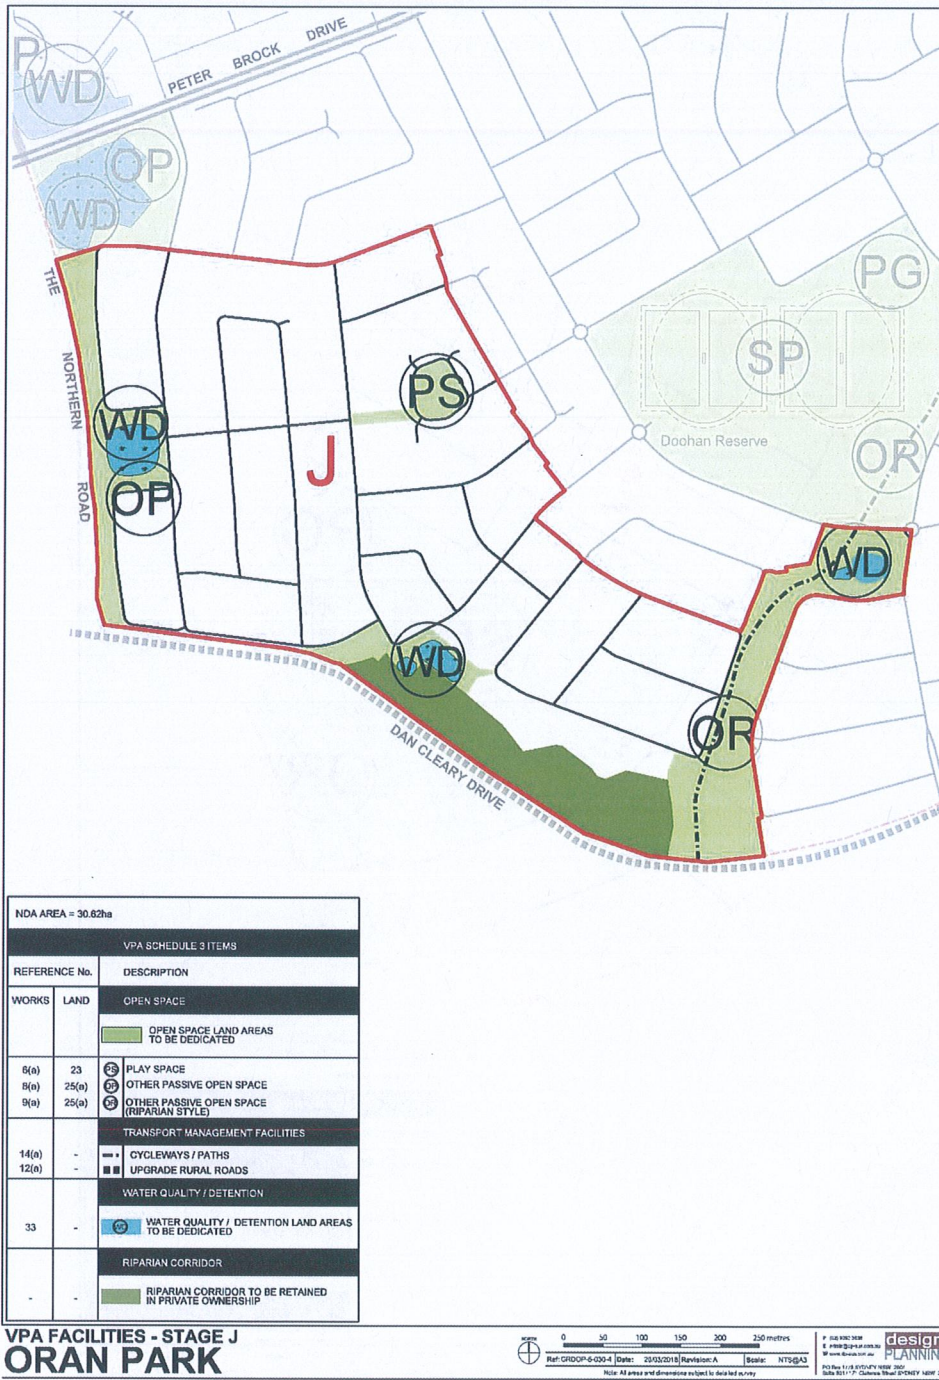 P
WD
PETER BROCK DRIVE
OP
WD
THE NORTHERN ROAD
PG
PS
SP
WD
J
Doohan Reserve
OR
OP
WD
WD
OR
DAN CLEARY DRIVE
NDA AREA = 30.62ha
VPA SCHEDULE 3 ITEMS
REFERENCE No. DESCRIPTION
WORKS LAND OPEN SPACE
OPEN SPACE LAND AREAS
TO BE DEDICATED
6(a) 23 PS PLAY SPACE
8(a) 25(a) OP OTHER PASSIVE OPEN SPACE
9(a) 25(a) OR OTHER PASSIVE OPEN SPACE
(RIPARIAN STYLE)
TRANSPORT MANAGEMENT FACILITIES
14(a) - CYCLEWAYS / PATHS
12(a) - UPGRADE RURAL ROADS
WATER QUALITY / DETENTION
33 - WD WATER QUALITY / DETENTION LAND AREAS
TO BE DEDICATED
RIPARIAN CORRIDOR
- - RIPARIAN CORRIDOR TO BE RETAINED
IN PRIVATE OWNERSHIP
VPA FACILITIES - STAGE J
ORAN PARK
NORTH
0 50 100 150 200 250 metres
Date: 20/03/2018 Revision: A Scale: NTS@A3
Note: All areas and dimensions subject to detailed survey
design
PLANNIN